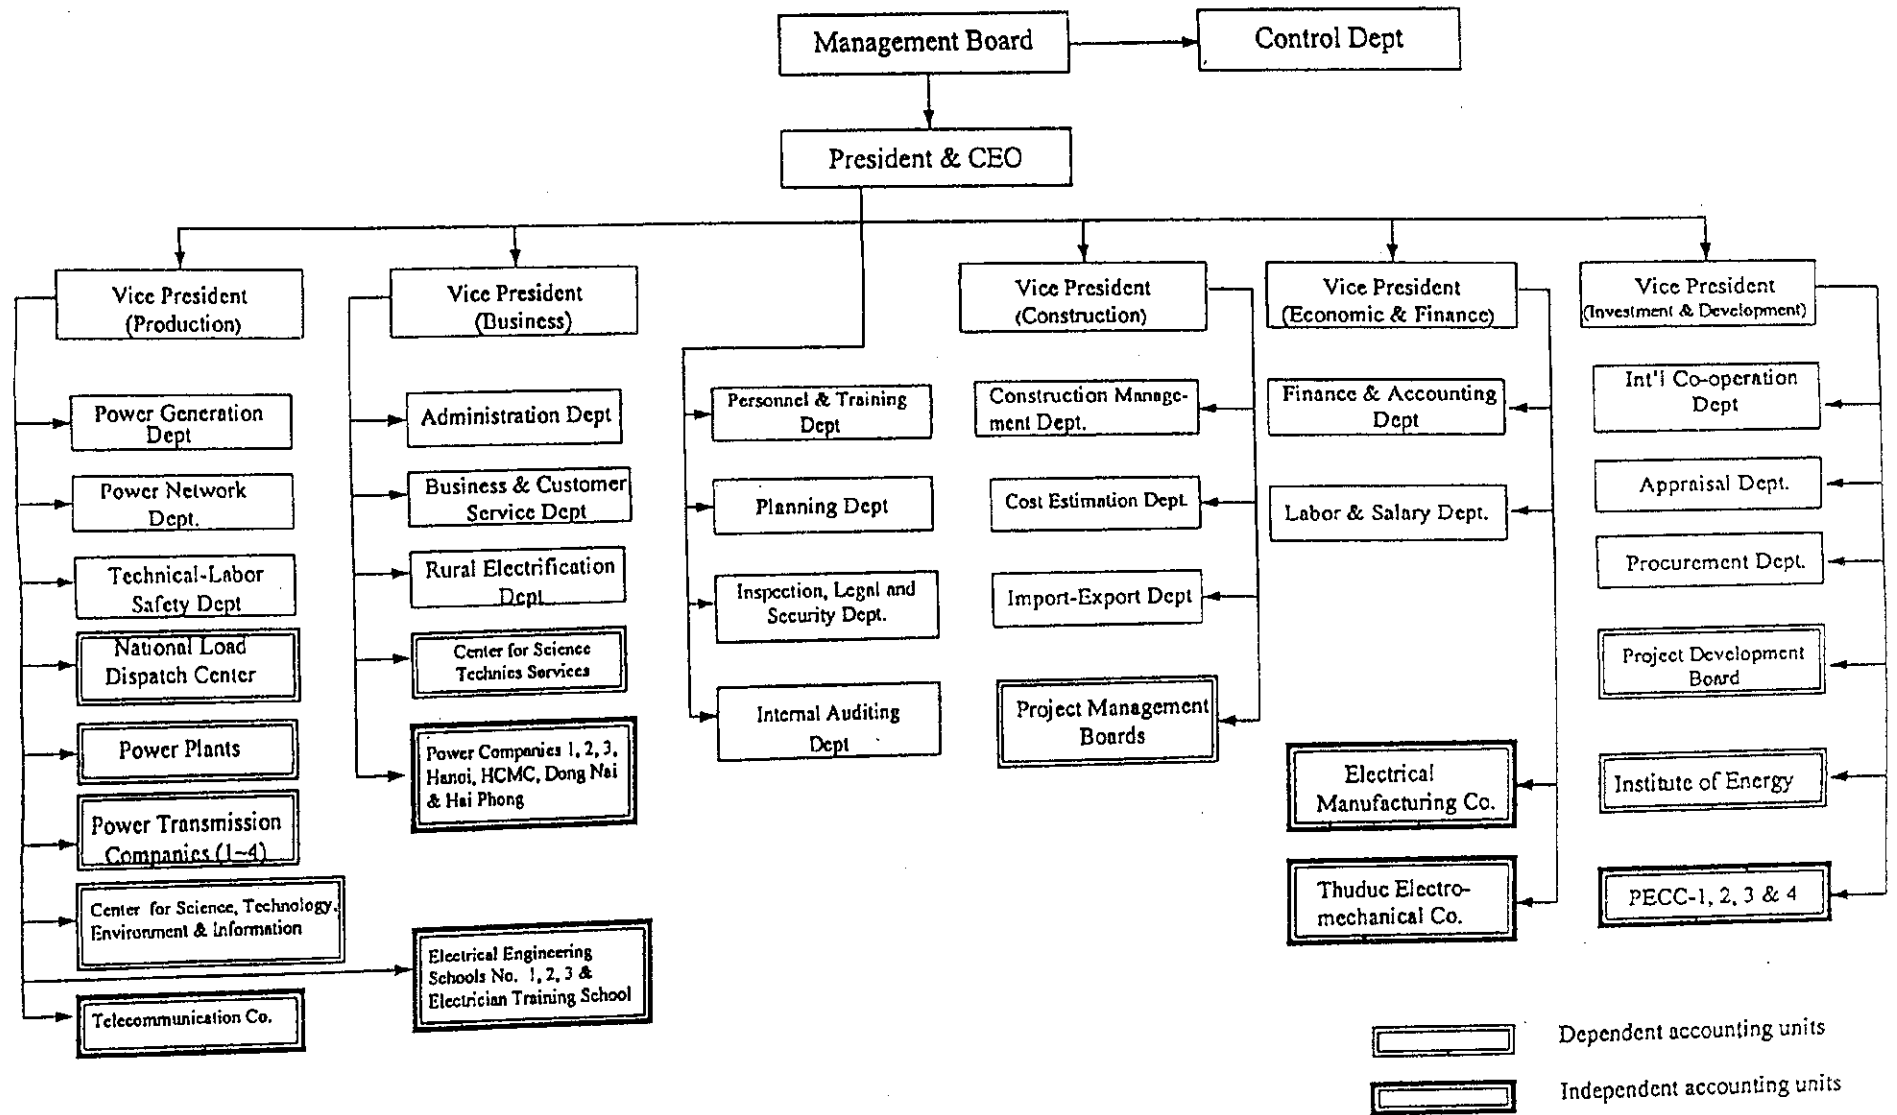 Management Board
Control Dept
President & CEO
Vice President
(Production)
Vice President
(Business)
Vice President
(Construction)
Vice President
(Economic & Finance)
Vice President
(Investment & Development)
Power Generation
Dept
Power Network
Dept.
Technical-Labor
Safety Dept
National Load
Dispatch Center
Power Plants
Power Transmission
Companies (1~4)
Center for Science, Technology,
Environment & Information
Telecommunication Co.
Administration Dept
Business & Customer
Service Dept
Rural Electrification
Dept
Center for Science
Technics Services
Power Companies 1, 2, 3,
Hanoi, HCMC, Dong Nai
& Hai Phong
Electrical Engineering
Schools No. 1, 2, 3 &
Electrician Training School
Personnel & Training
Dept
Planning Dept
Inspection, Legal and
Security Dept.
Internal Auditing
Dept
Construction Manage-
ment Dept.
Cost Estimation Dept.
Import-Export Dept
Project Management
Boards
Finance & Accounting
Dept
Labor & Salary Dept.
Electrical
Manufacturing Co.
Thuduc Electro-
mechanical Co.
Int'l Co-operation
Dept
Appraisal Dept.
Procurement Dept.
Project Development
Board
Institute of Energy
PECC-1, 2, 3 & 4
Dependent accounting units
Independent accounting units